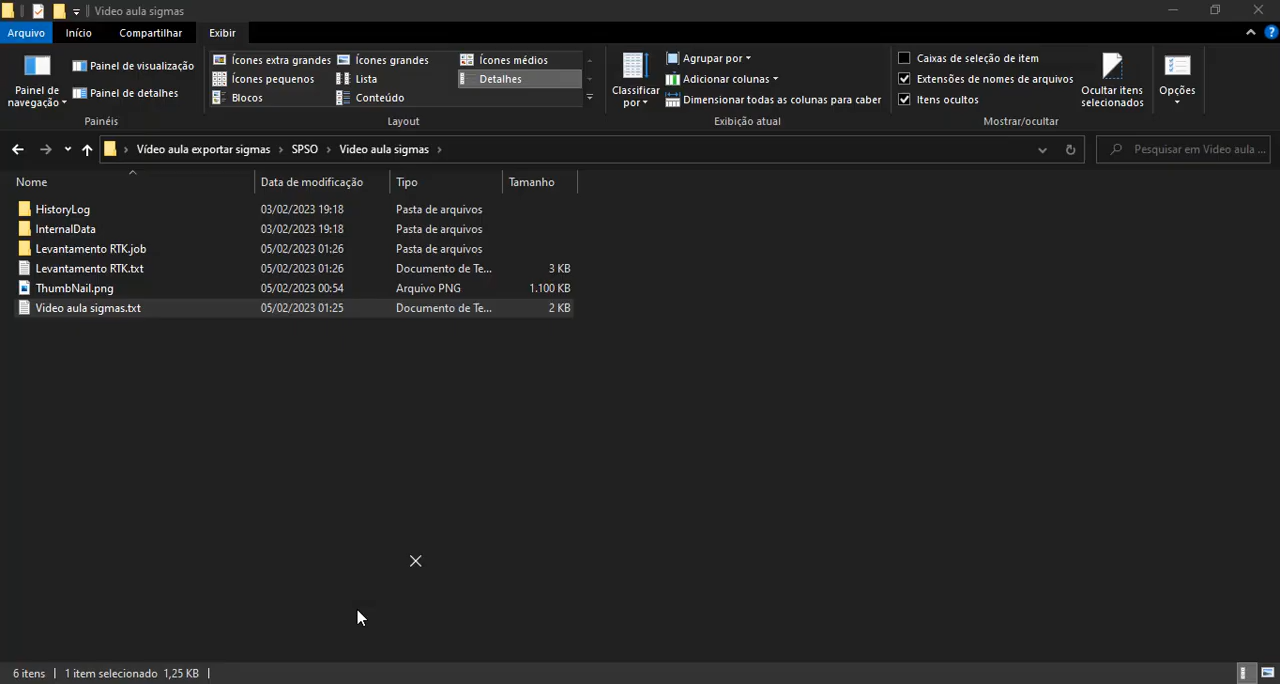 Video aula sigmas
Arquivo Início Compartilhar Exibir
Painel de navegação
Painel de visualização
Painel de detalhes
Painéis
Ícones extra grandes Ícones grandes Ícones médios
Ícones pequenos Lista Detalhes
Blocos Conteúdo
Layout
Classificar por
Agrupar por
Adicionar colunas
Dimensionar todas as colunas para caber
Exibição atual
Caixas de seleção de item
Extensões de nomes de arquivos
Itens ocultos
Ocultar itens selecionados
Mostrar/ocultar
Opções
Vídeo aula exportar sigmas › SPSO › Video aula sigmas ›
Pesquisar em Video aula ...
Nome Data de modificação Tipo Tamanho
HistoryLog 03/02/2023 19:18 Pasta de arquivos
InternalData 03/02/2023 19:18 Pasta de arquivos
Levantamento RTK.job 05/02/2023 01:26 Pasta de arquivos
Levantamento RTK.txt 05/02/2023 01:26 Documento de Te... 3 KB
ThumbNail.png 05/02/2023 00:54 Arquivo PNG 1.100 KB
Video aula sigmas.txt 05/02/2023 01:25 Documento de Te... 2 KB
6 itens 1 item selecionado 1,25 KB